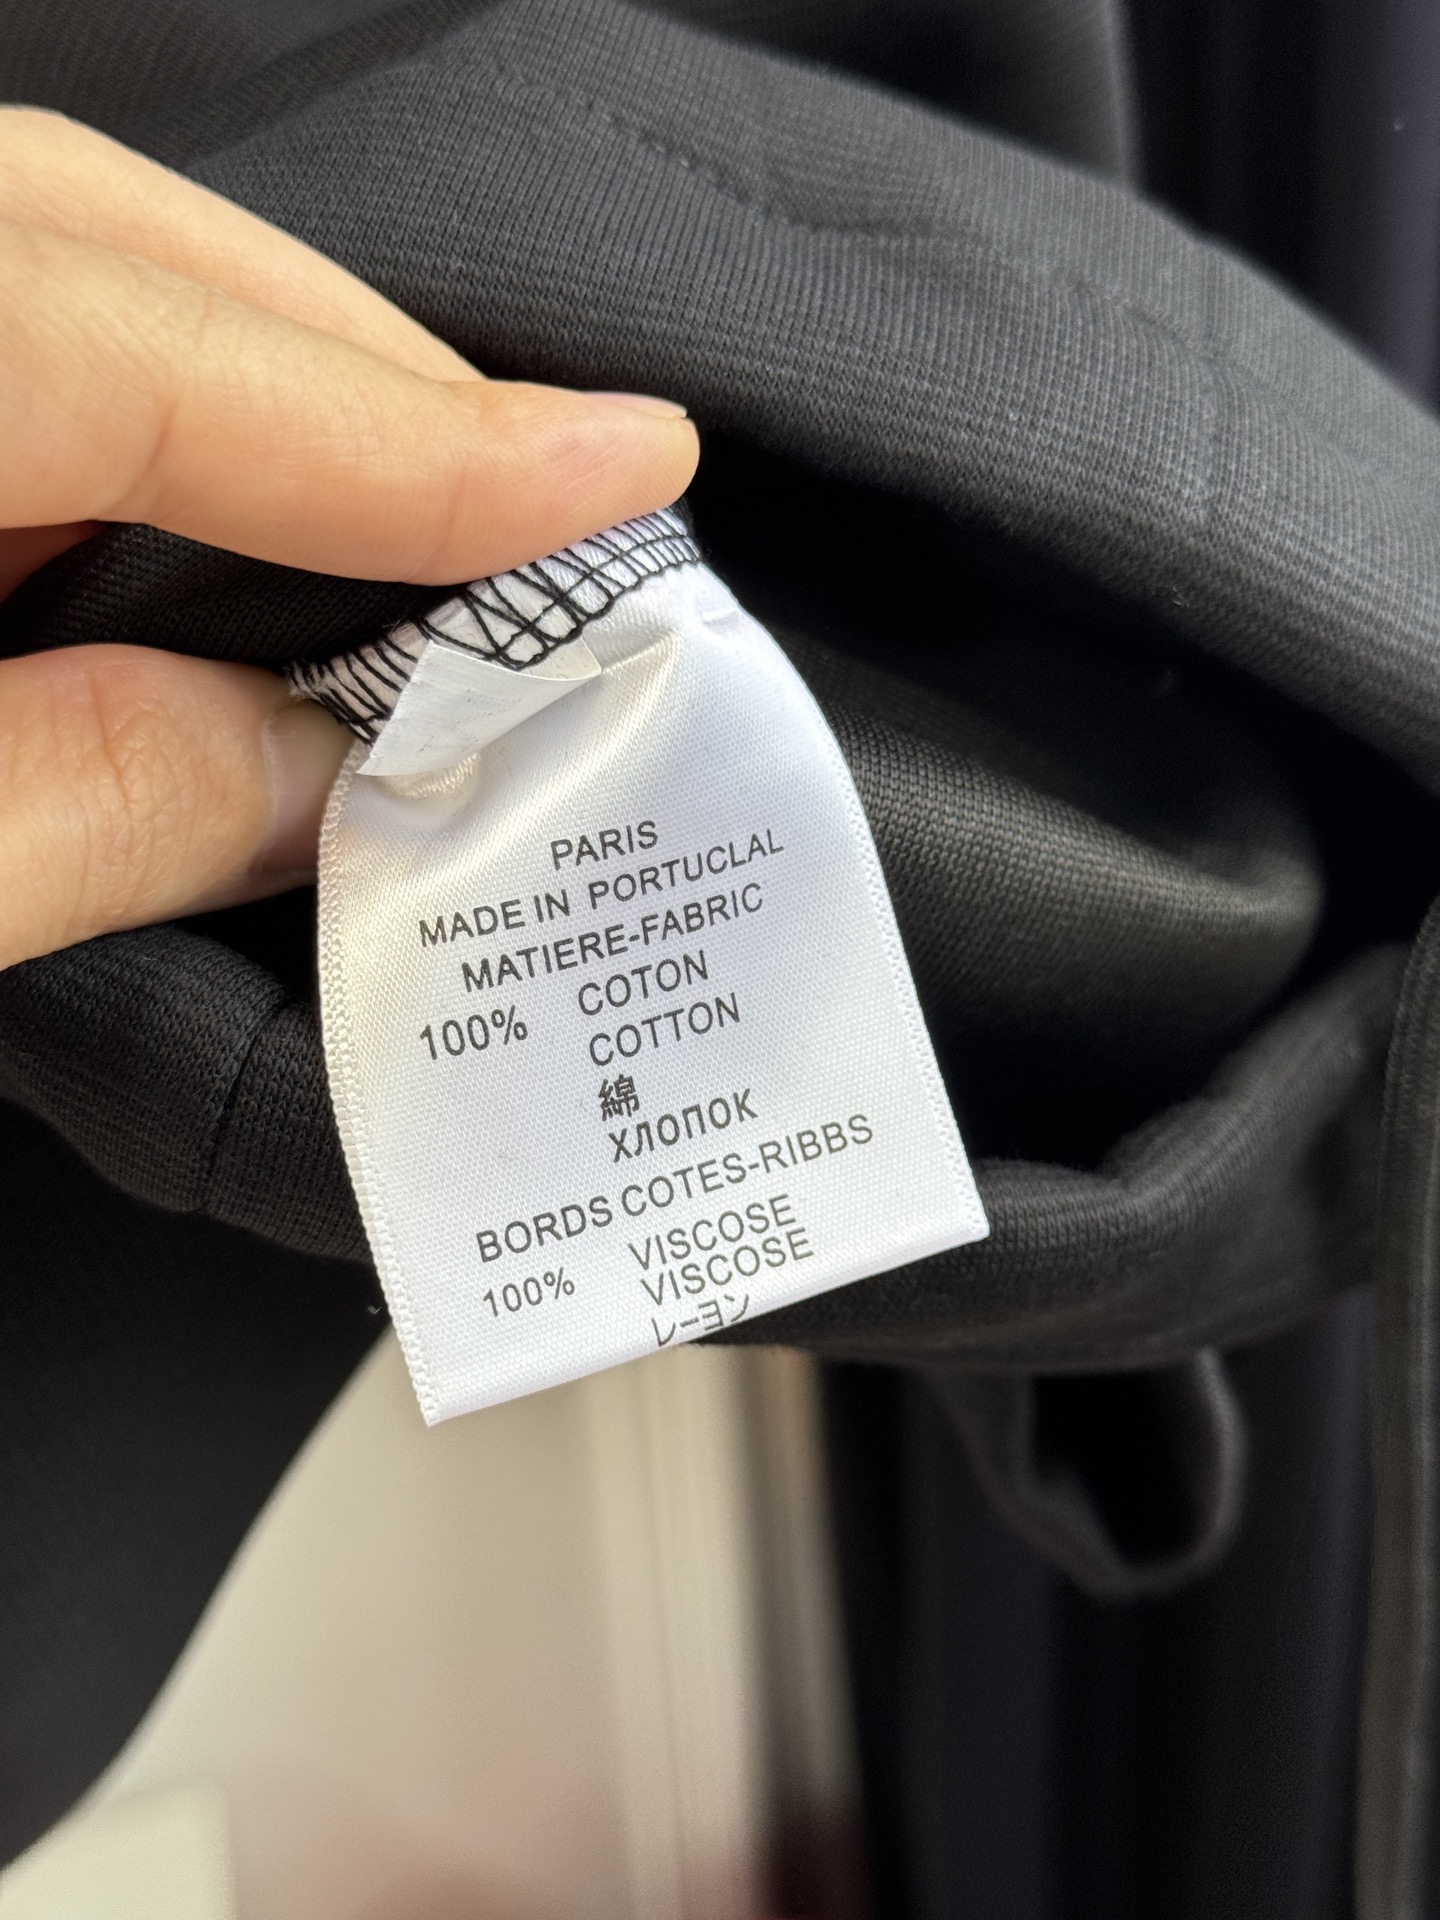 PARIS
MADE IN PORTUCLAL
MATIERE-FABRIC
100% COTON
COTTON
綿
ХЛОПОК
BORDS COTES-RIBBS
100% VISCOSE
VISCOSE
レーヨン